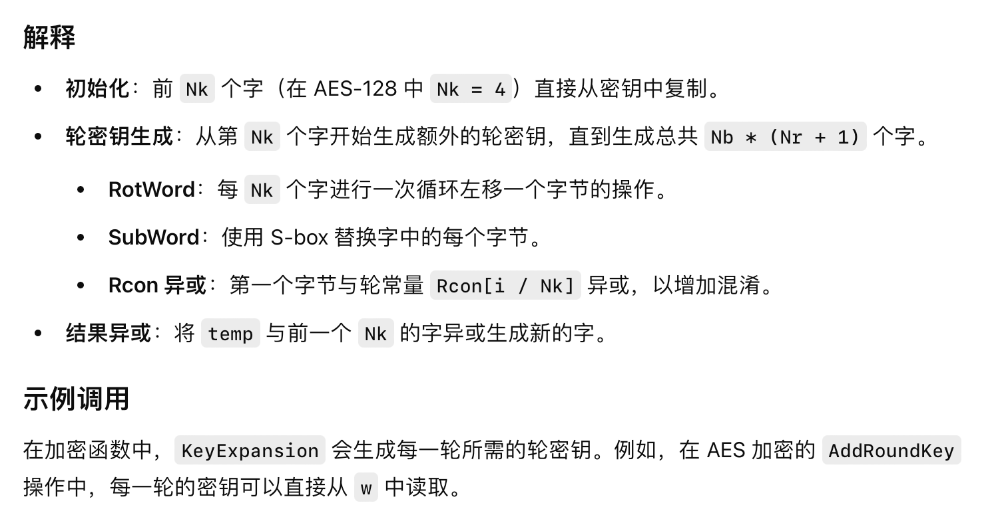 解释
• 初始化：前 Nk 个字（在 AES-128 中 Nk = 4）直接从密钥中复制。
• 轮密钥生成：从第 Nk 个字开始生成额外的轮密钥，直到生成总共 Nb * (Nr + 1) 个字。
• RotWord：每 Nk 个字进行一次循环左移一个字节的操作。
• SubWord：使用 S-box 替换字中的每个字节。
• Rcon 异或：第一个字节与轮常量 Rcon[i / Nk] 异或，以增加混淆。
• 结果异或：将 temp 与前一个 Nk 的字异或生成新的字。
示例调用
在加密函数中，KeyExpansion 会生成每一轮所需的轮密钥。例如，在 AES 加密的 AddRoundKey
操作中，每一轮的密钥可以直接从 w 中读取。